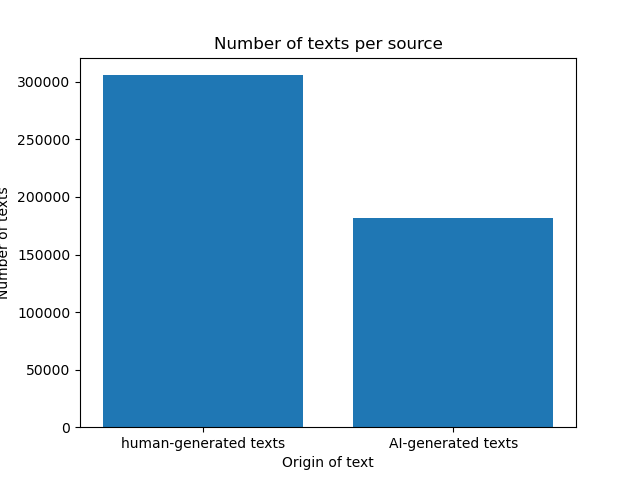 Number of texts per source
300000
250000
200000
150000
100000
50000
0
Number of texts
human-generated texts
AI-generated texts
Origin of text